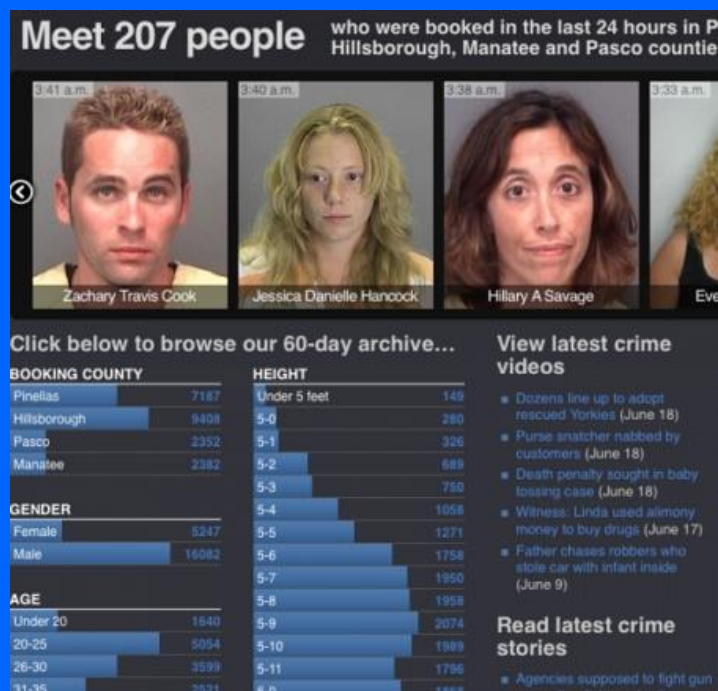 Meet 207 people
who were booked in the last 24 hours in P
Hillsborough, Manatee and Pasco countie
3:41 a.m.
3:40 a.m.
3:38 a.m.
3:33 a.m.
Zachary Travis Cook
Jessica Danielle Hancock
Hillary A Savage
Eve
Click below to browse our 60-day archive...
BOOKING COUNTY
Pinellas 7187
Hillsborough 9408
Pasco 2352
Manatee 2382
GENDER
Female 5247
Male 16082
AGE
Under 20 1640
20-25 5054
26-30 3599
31-35 2521
HEIGHT
Under 5 feet 149
5-0 280
5-1 326
5-2 689
5-3 750
5-4 1058
5-5 1271
5-6 1758
5-7 1950
5-8 1958
5-9 2074
5-10 1989
5-11 1796
View latest crime
videos
Dozens line up to adopt
rescued Yorkies (June 18)
Purse snatcher nabbed by
customers (June 18)
Death penalty sought in baby
tossing case (June 18)
Witness: Linda used alimony
money to buy drugs (June 17)
Father chases robbers who
stole car with infant inside
(June 9)
Read latest crime
stories
Agencies supposed to fight gun